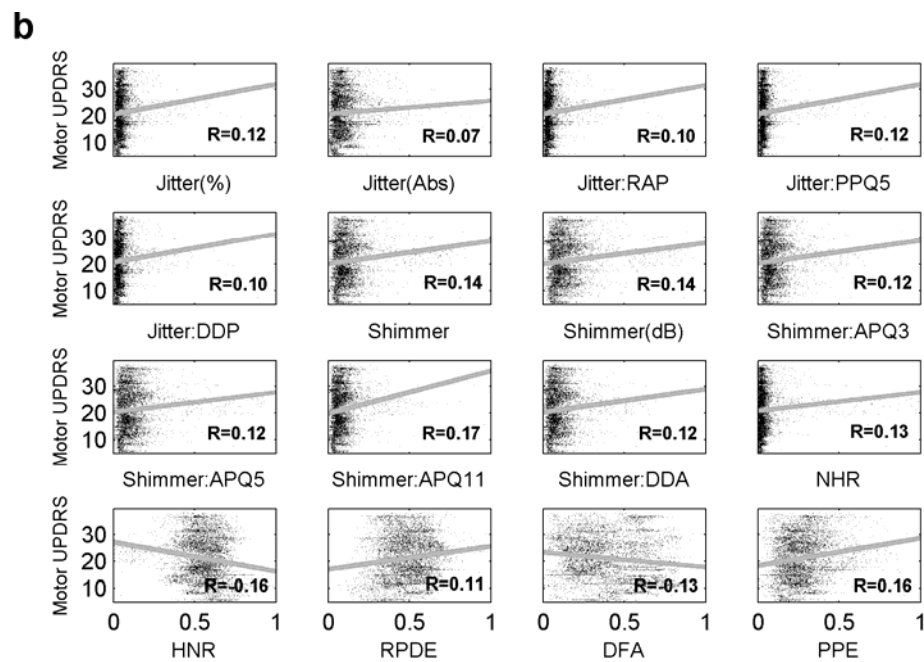 b
Motor UPDRS
30
20
10
R=0.12
R=0.07
R=0.10
R=0.12
Jitter(%)
Jitter(Abs)
Jitter:RAP
Jitter:PPQ5
Motor UPDRS
30
20
10
R=0.10
R=0.14
R=0.14
R=0.12
Jitter:DDP
Shimmer
Shimmer(dB)
Shimmer:APQ3
Motor UPDRS
30
20
10
R=0.12
R=0.17
R=0.12
R=0.13
Shimmer:APQ5
Shimmer:APQ11
Shimmer:DDA
NHR
Motor UPDRS
30
20
10
R=-0.16
R=0.11
R=-0.13
R=0.16
0 0.5 1
0 0.5 1
0 0.5 1
0 0.5 1
HNR
RPDE
DFA
PPE